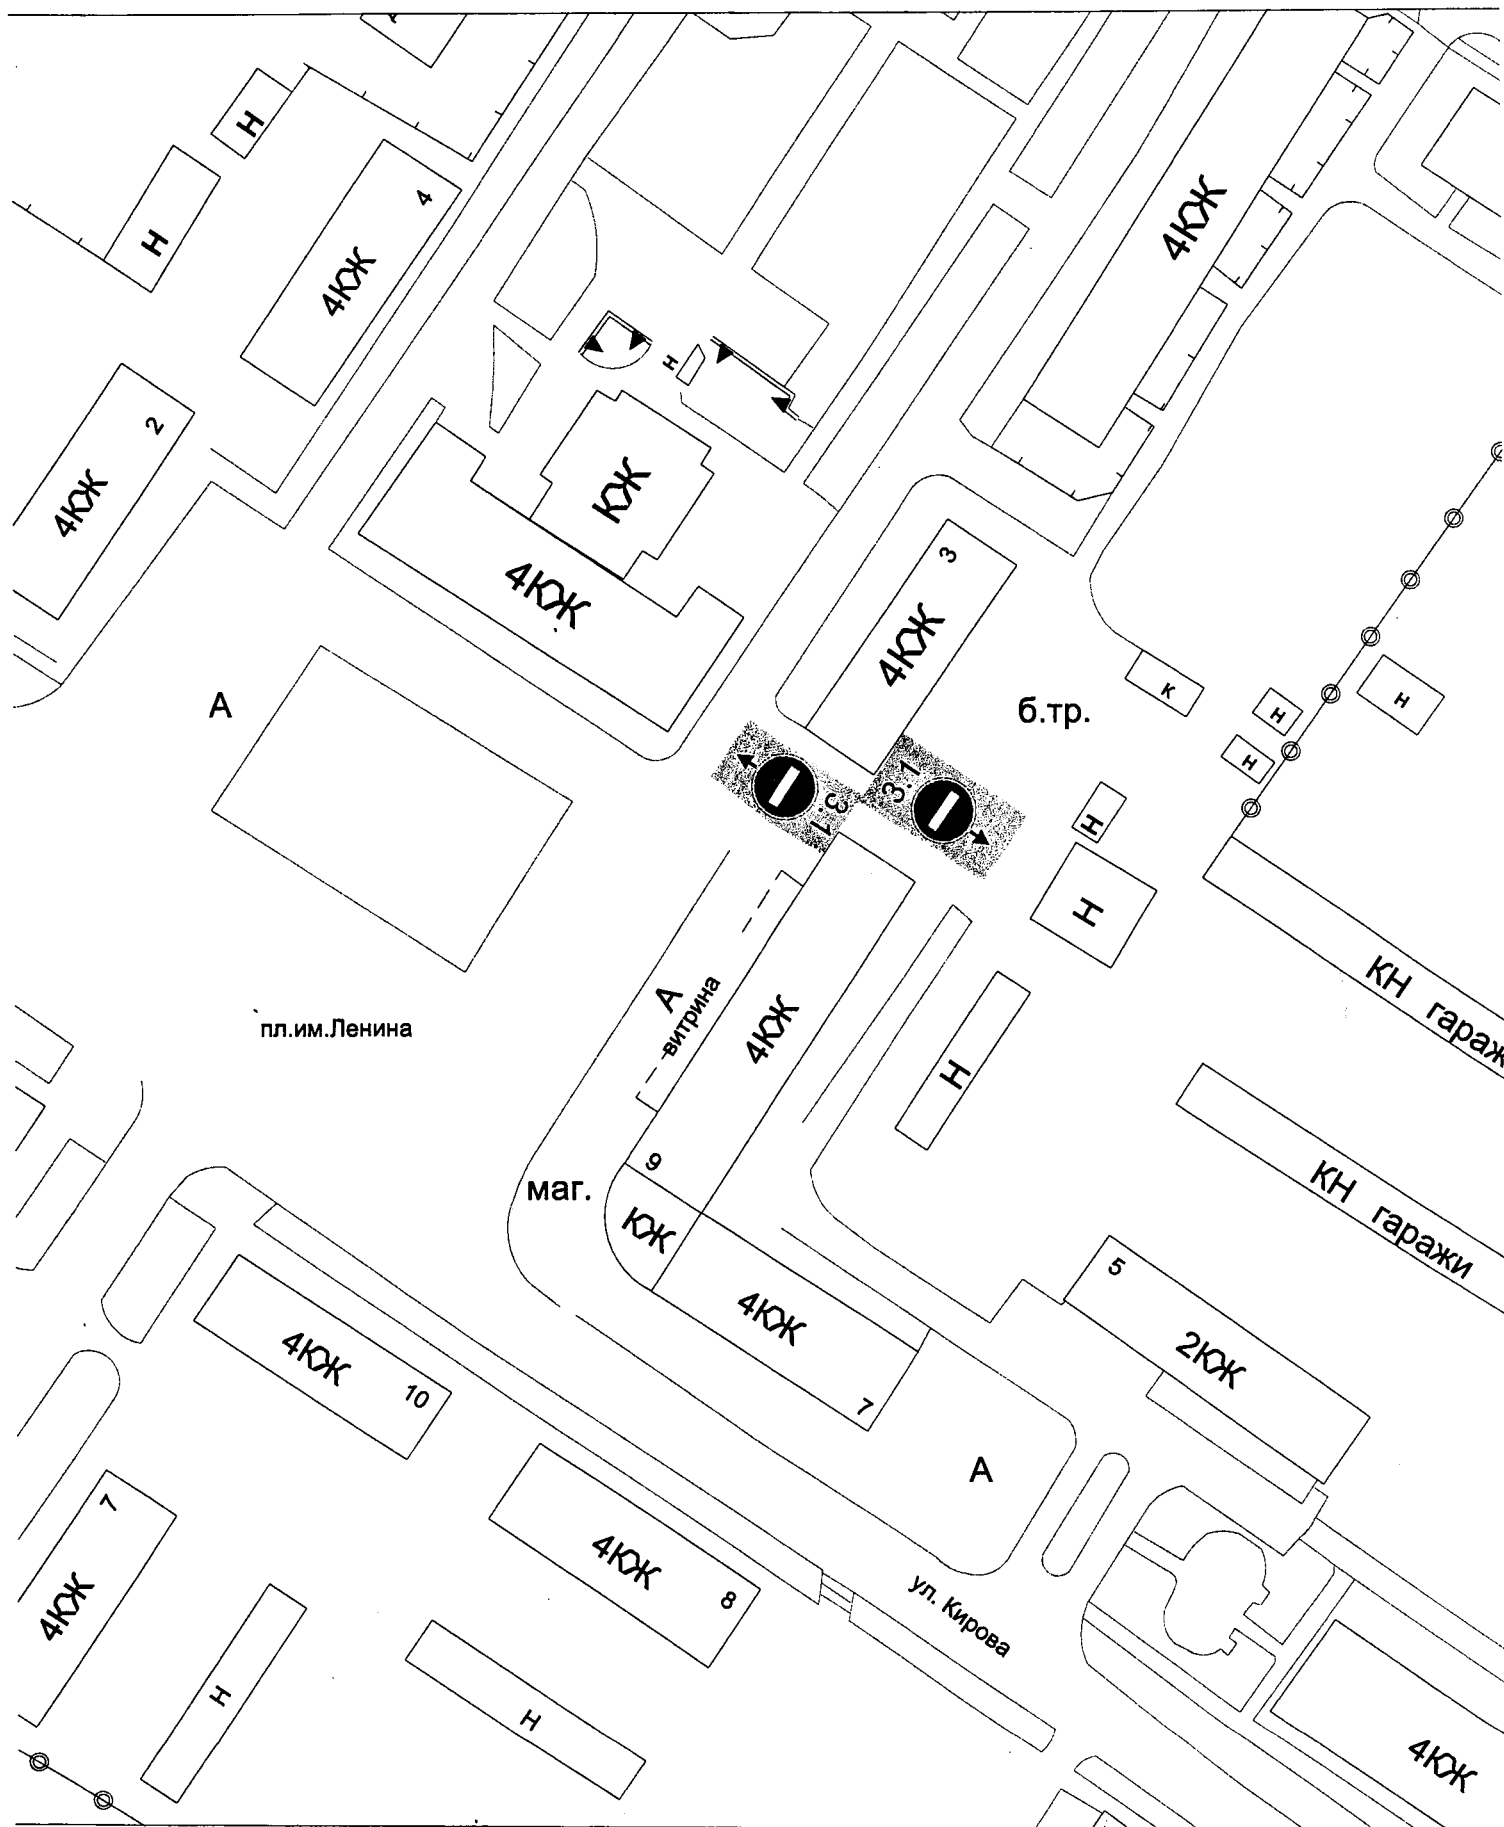 Н
4
Н
4КЖ
4КЖ
2
н
4КЖ
КЖ
3
4КЖ
4КЖ
к
н
н
А
б.тр.
н
3.1
3.1
Н
Н
КН гараж
А
витрина
4КЖ
пл.им.Ленина
Н
9
маг.
КН гаражи
КЖ
5
4КЖ
2КЖ
4КЖ
10
7
А
7
4КЖ
8
4КЖ
ул. Кирова
н
н
4КЖ